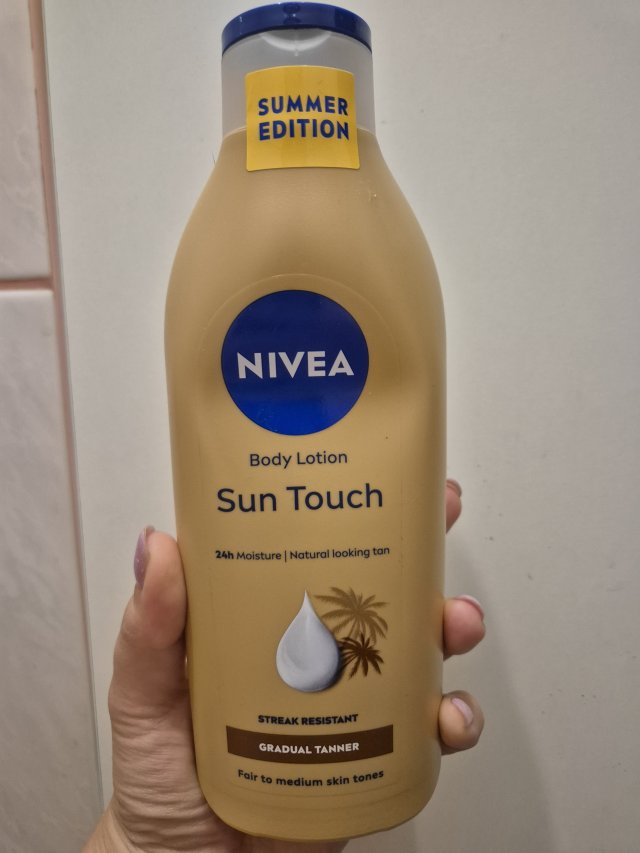 SUMMER
EDITION
NIVEA
Body Lotion
Sun Touch
24h Moisture | Natural looking tan
STREAK RESISTANT
GRADUAL TANNER
Fair to medium skin tones